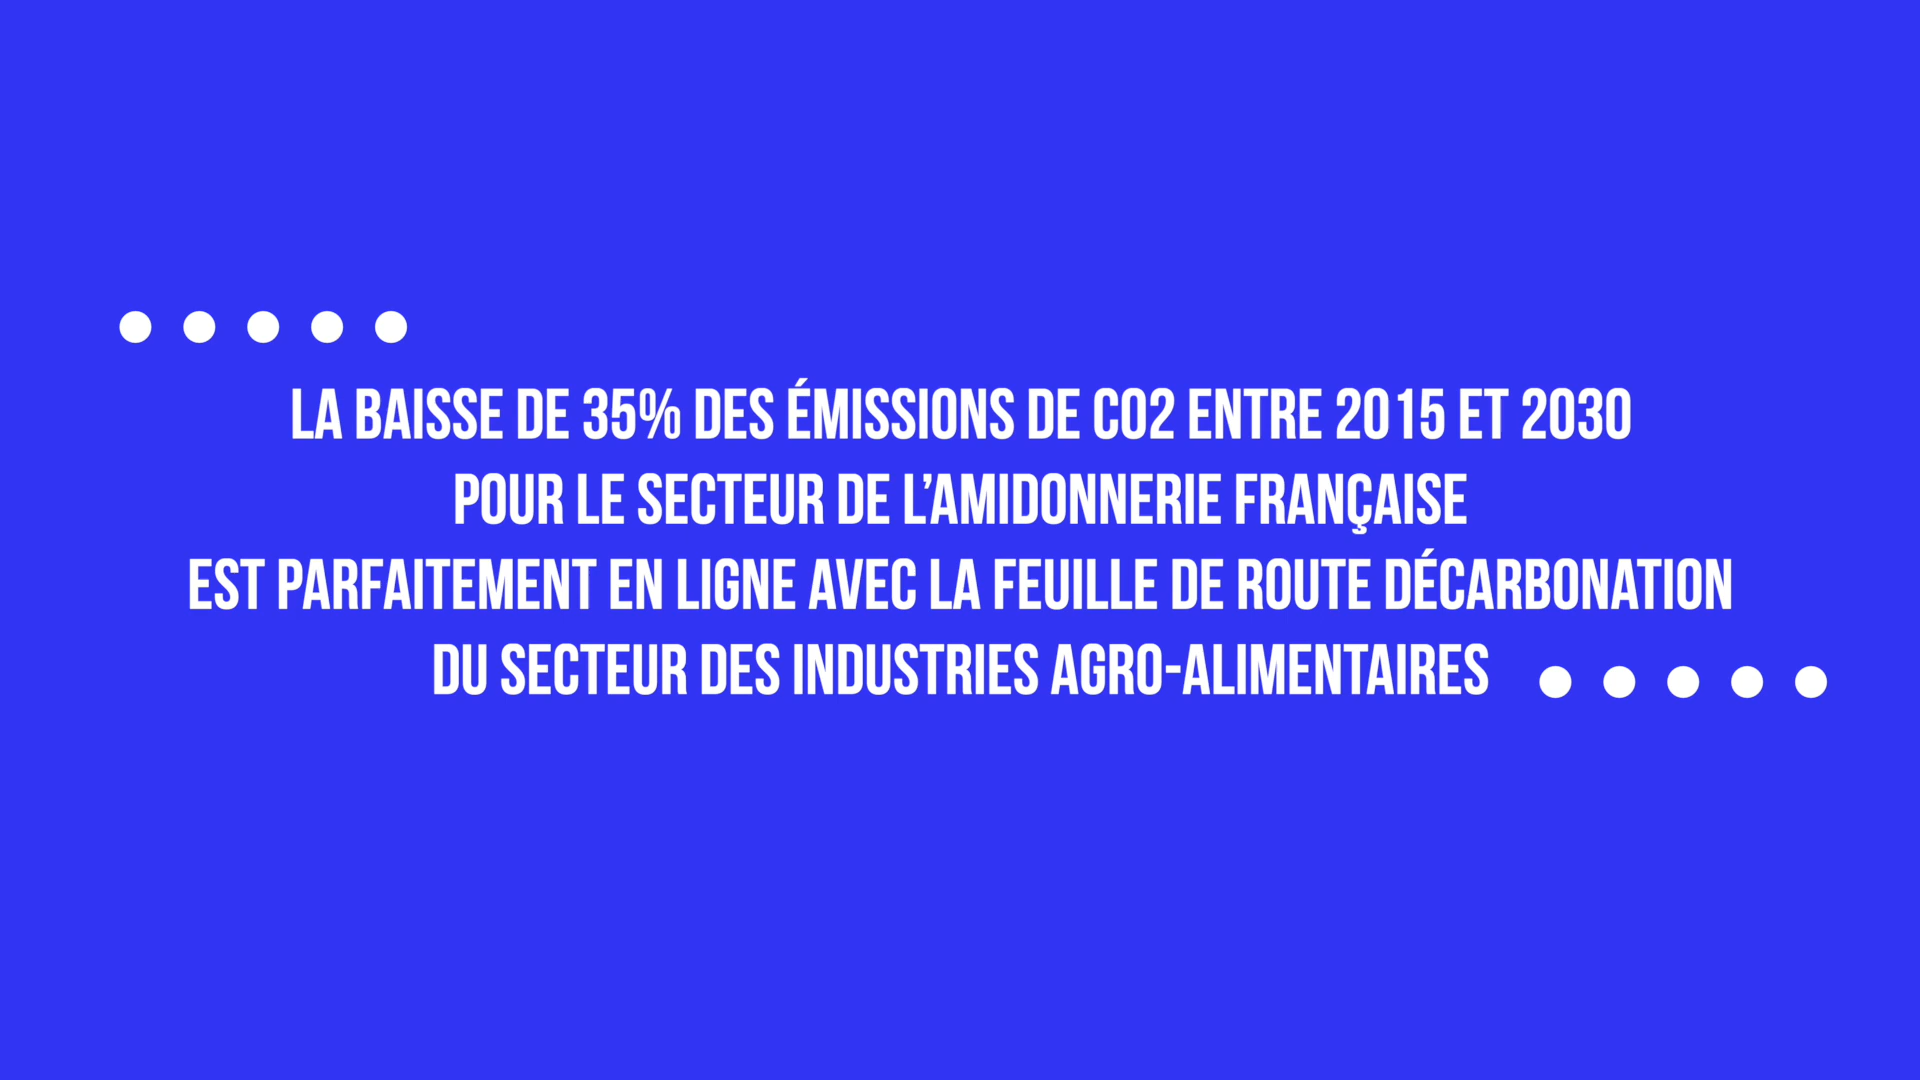 LA BAISSE DE 35% DES ÉMISSIONS DE CO2 ENTRE 2015 ET 2030
POUR LE SECTEUR DE L’AMIDONNERIE FRANÇAISE
EST PARFAITEMENT EN LIGNE AVEC LA FEUILLE DE ROUTE DÉCARBONATION
DU SECTEUR DES INDUSTRIES AGRO-ALIMENTAIRES